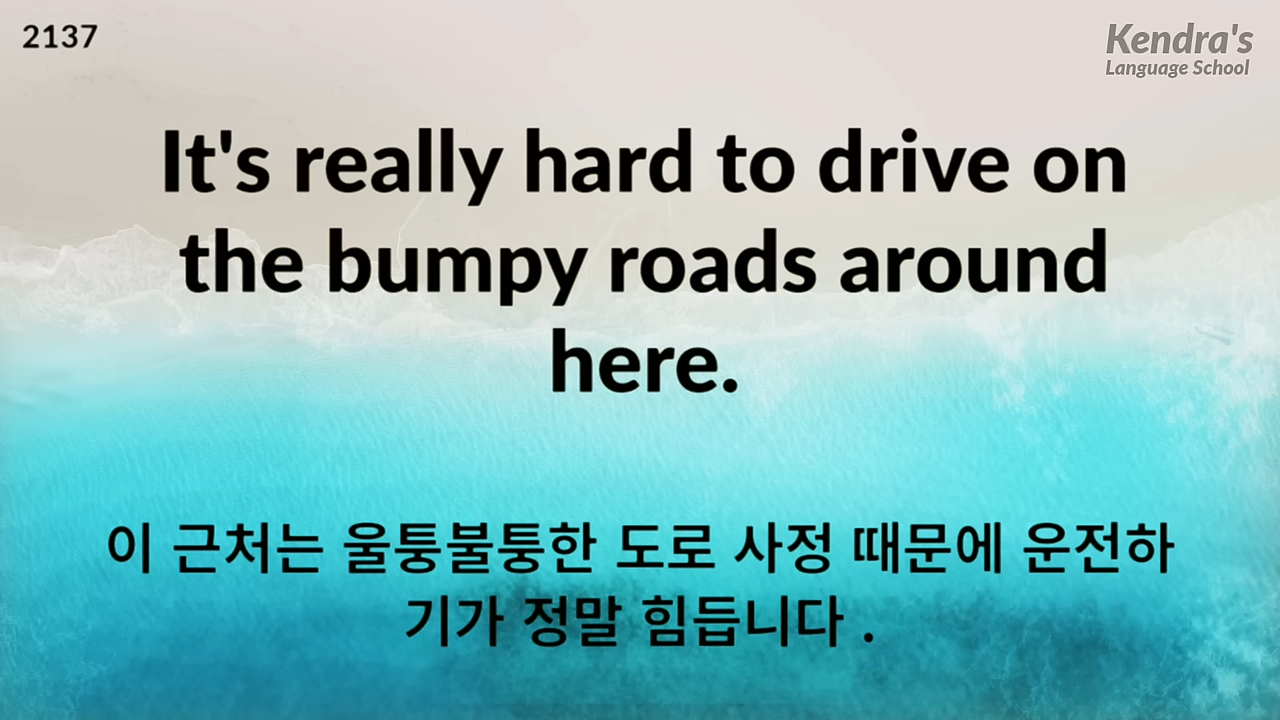 2137
Kendra's
Language School
It's really hard to drive on
the bumpy roads around
here.
이 근처는 울퉁불퉁한 도로 사정 때문에 운전하
기가 정말 힘듭니다 .